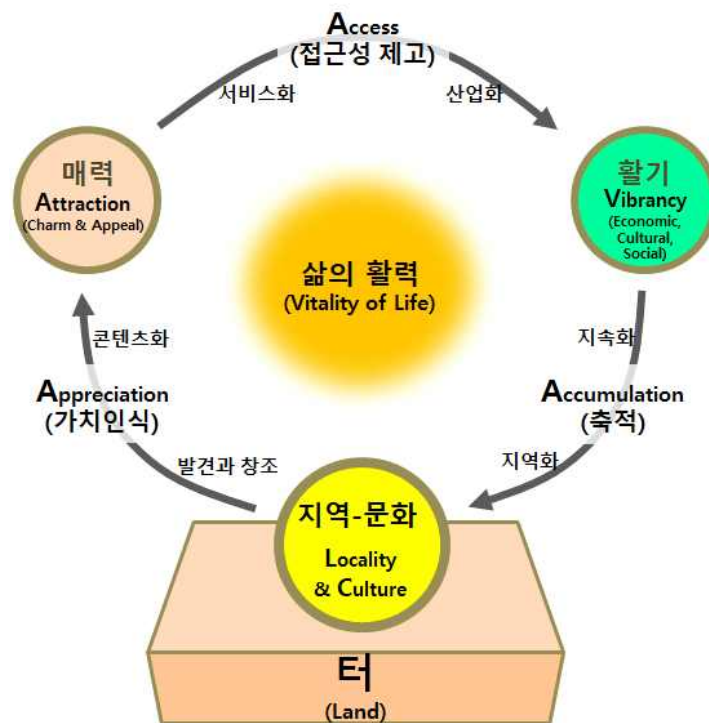 Access
(접근성 제고)
서비스화
산업화
매력
Attraction
(Charm & Appeal)
활기
Vibrancy
(Economic,
Cultural,
Social)
삶의 활력
(Vitality of Life)
콘텐츠화
지속화
Appreciation
(가치인식)
Accumulation
(축적)
발견과 창조
지역화
지역-문화
Locality
& Culture
터
(Land)